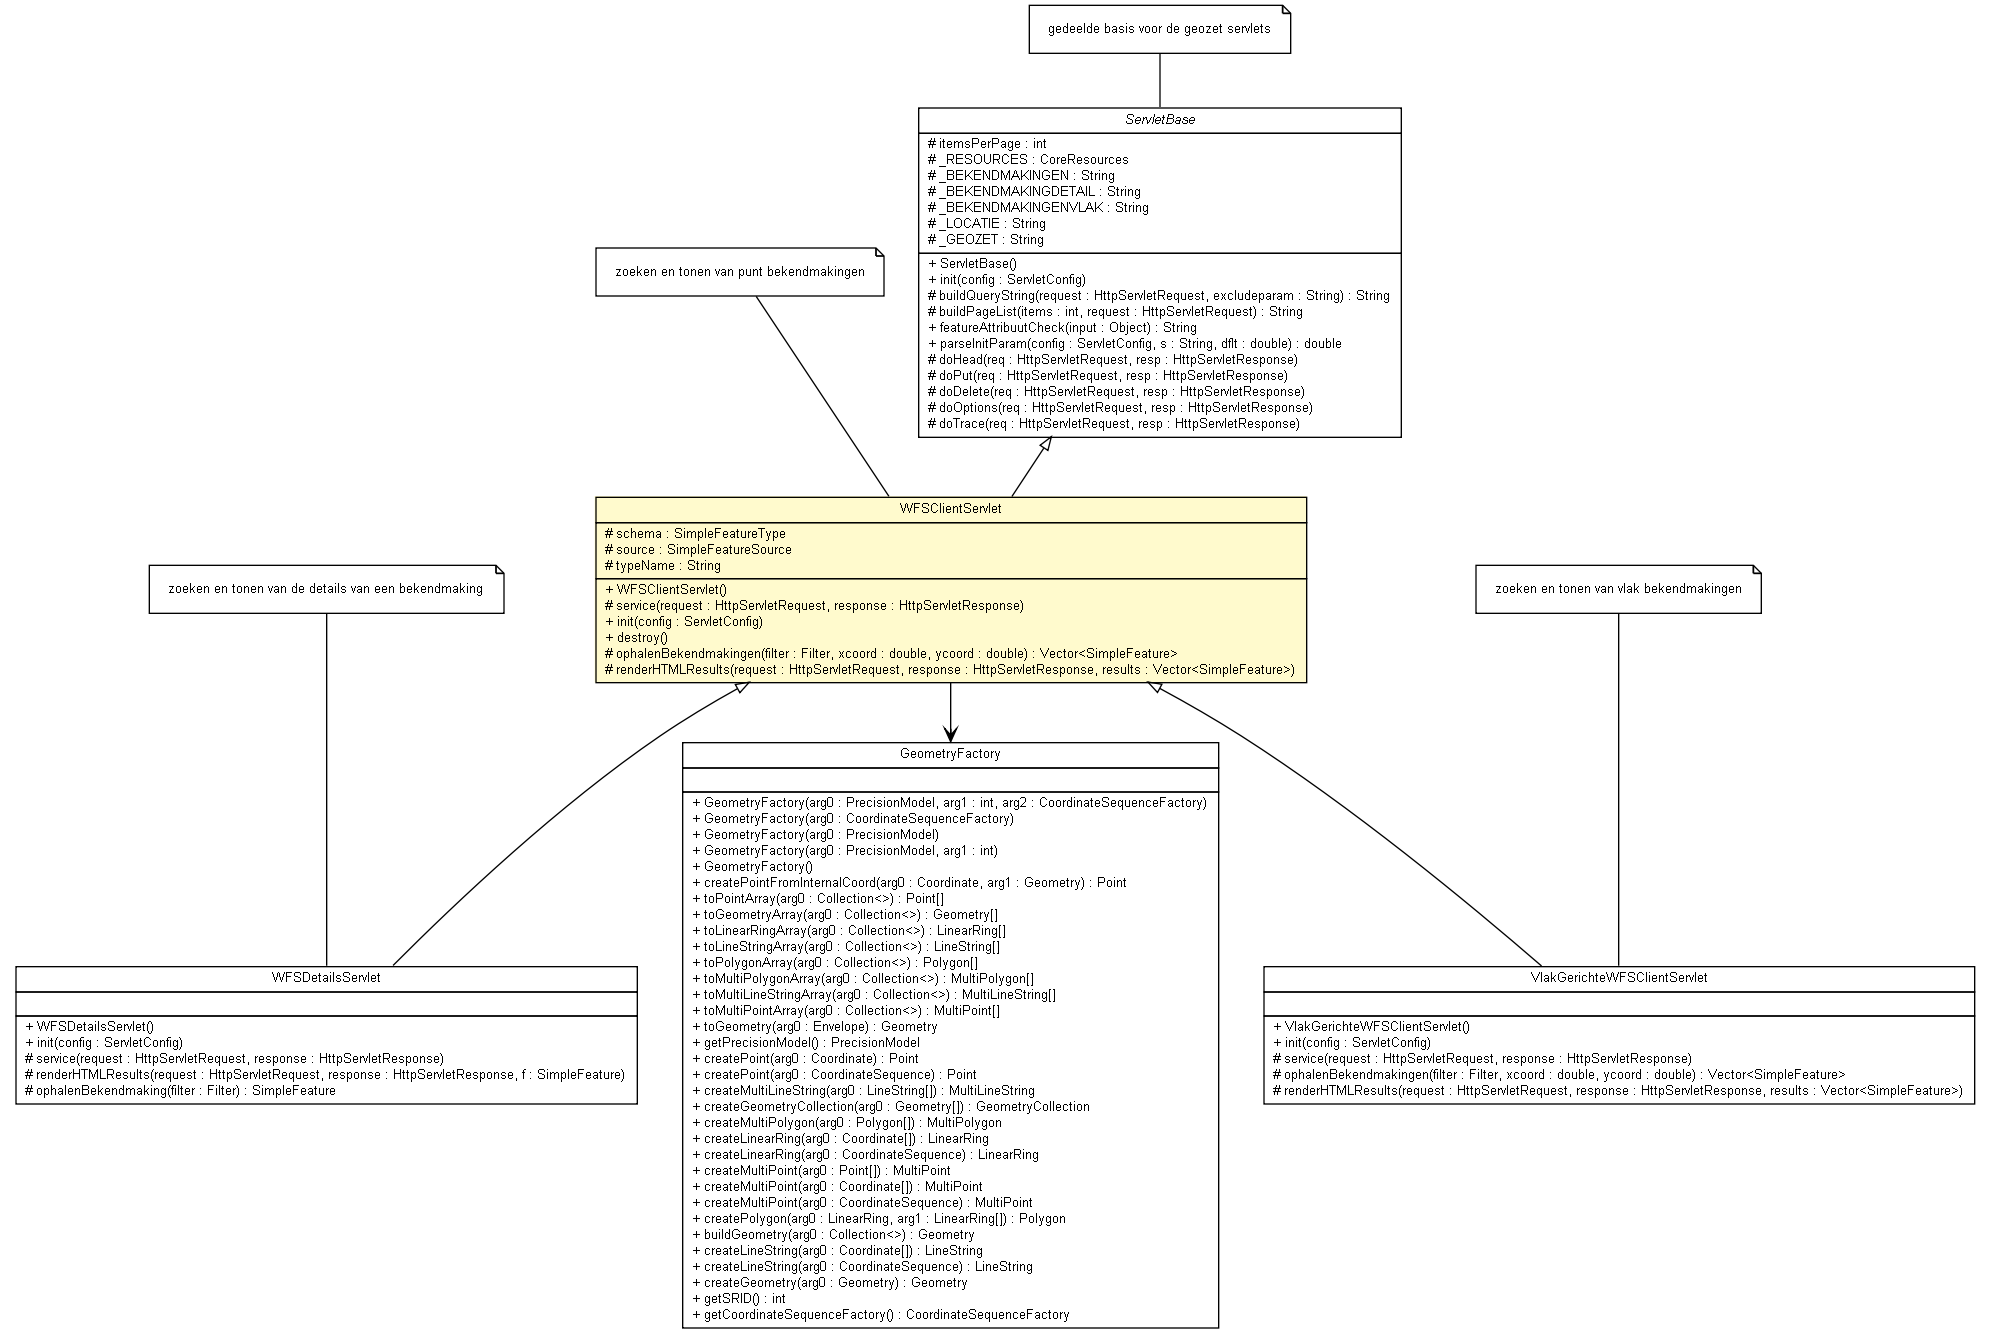 gedeelde basis voor de geozet servlets
ServletBase
# itemsPerPage : int
# _RESOURCES : CoreResources
# _BEKENDMAKINGEN : String
# _BEKENDMAKINGDETAIL : String
# _BEKENDMAKINGENVLAK : String
# _LOCATIE : String
# _GEOZET : String
+ ServletBase()
+ init(config : ServletConfig)
# buildQueryString(request : HttpServletRequest, excludeparam : String) : String
# buildPageList(items : int, request : HttpServletRequest) : String
+ featureAttribuutCheck(input : Object) : String
+ parseInitParam(config : ServletConfig, s : String, dflt : double) : double
# doHead(req : HttpServletRequest, resp : HttpServletResponse)
# doPut(req : HttpServletRequest, resp : HttpServletResponse)
# doDelete(req : HttpServletRequest, resp : HttpServletResponse)
# doOptions(req : HttpServletRequest, resp : HttpServletResponse)
# doTrace(req : HttpServletRequest, resp : HttpServletResponse)
zoeken en tonen van punt bekendmakingen
WFSClientServlet
# schema : SimpleFeatureType
# source : SimpleFeatureSource
# typeName : String
+ WFSClientServlet()
# service(request : HttpServletRequest, response : HttpServletResponse)
+ init(config : ServletConfig)
+ destroy()
# ophalenBekendmakingen(filter : Filter, xcoord : double, ycoord : double) : Vector<SimpleFeature>
# renderHTMLResults(request : HttpServletRequest, response : HttpServletResponse, results : Vector<SimpleFeature>)
zoeken en tonen van de details van een bekendmaking
zoeken en tonen van vlak bekendmakingen
GeometryFactory
+ GeometryFactory(arg0 : PrecisionModel, arg1 : int, arg2 : CoordinateSequenceFactory)
+ GeometryFactory(arg0 : CoordinateSequenceFactory)
+ GeometryFactory(arg0 : PrecisionModel)
+ GeometryFactory(arg0 : PrecisionModel, arg1 : int)
+ GeometryFactory()
+ createPointFromInternalCoord(arg0 : Coordinate, arg1 : Geometry) : Point
+ toPointArray(arg0 : Collection<>) : Point[]
+ toGeometryArray(arg0 : Collection<>) : Geometry[]
+ toLinearRingArray(arg0 : Collection<>) : LinearRing[]
+ toLineStringArray(arg0 : Collection<>) : LineString[]
+ toPolygonArray(arg0 : Collection<>) : Polygon[]
+ toMultiPolygonArray(arg0 : Collection<>) : MultiPolygon[]
+ toMultiLineStringArray(arg0 : Collection<>) : MultiLineString[]
+ toMultiPointArray(arg0 : Collection<>) : MultiPoint[]
+ toGeometry(arg0 : Envelope) : Geometry
+ getPrecisionModel() : PrecisionModel
+ createPoint(arg0 : Coordinate) : Point
+ createPoint(arg0 : CoordinateSequence) : Point
+ createMultiLineString(arg0 : LineString[]) : MultiLineString
+ createGeometryCollection(arg0 : Geometry[]) : GeometryCollection
+ createMultiPolygon(arg0 : Polygon[]) : MultiPolygon
+ createLinearRing(arg0 : Coordinate[]) : LinearRing
+ createLinearRing(arg0 : CoordinateSequence) : LinearRing
+ createMultiPoint(arg0 : Point[]) : MultiPoint
+ createMultiPoint(arg0 : Coordinate[]) : MultiPoint
+ createMultiPoint(arg0 : CoordinateSequence) : MultiPoint
+ createPolygon(arg0 : LinearRing, arg1 : LinearRing[]) : Polygon
+ buildGeometry(arg0 : Collection<>) : Geometry
+ createLineString(arg0 : Coordinate[]) : LineString
+ createLineString(arg0 : CoordinateSequence) : LineString
+ createGeometry(arg0 : Geometry) : Geometry
+ getSRID() : int
+ getCoordinateSequenceFactory() : CoordinateSequenceFactory
WFSDetailsServlet
+ WFSDetailsServlet()
+ init(config : ServletConfig)
# service(request : HttpServletRequest, response : HttpServletResponse)
# renderHTMLResults(request : HttpServletRequest, response : HttpServletResponse, f : SimpleFeature)
# ophalenBekendmaking(filter : Filter) : SimpleFeature
VlakGerichteWFSClientServlet
+ VlakGerichteWFSClientServlet()
+ init(config : ServletConfig)
# service(request : HttpServletRequest, response : HttpServletResponse)
# ophalenBekendmakingen(filter : Filter, xcoord : double, ycoord : double) : Vector<SimpleFeature>
# renderHTMLResults(request : HttpServletRequest, response : HttpServletResponse, results : Vector<SimpleFeature>)